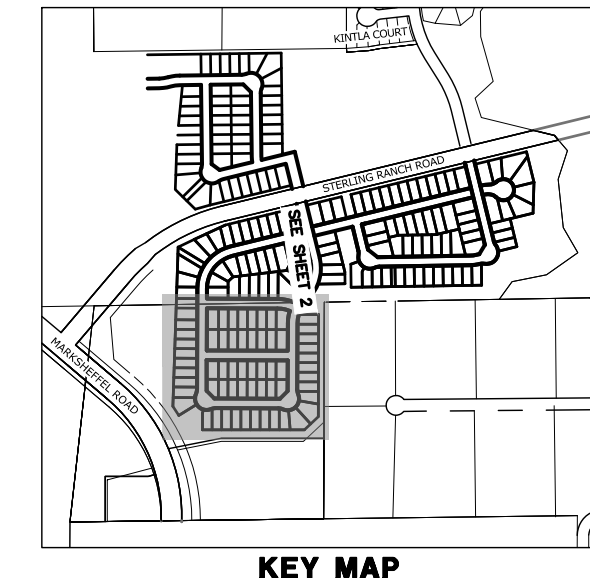 KINTLA COURT
STERLING RANCH ROAD
SEE SHEET 2
MARKSHEFFEL ROAD
KEY MAP